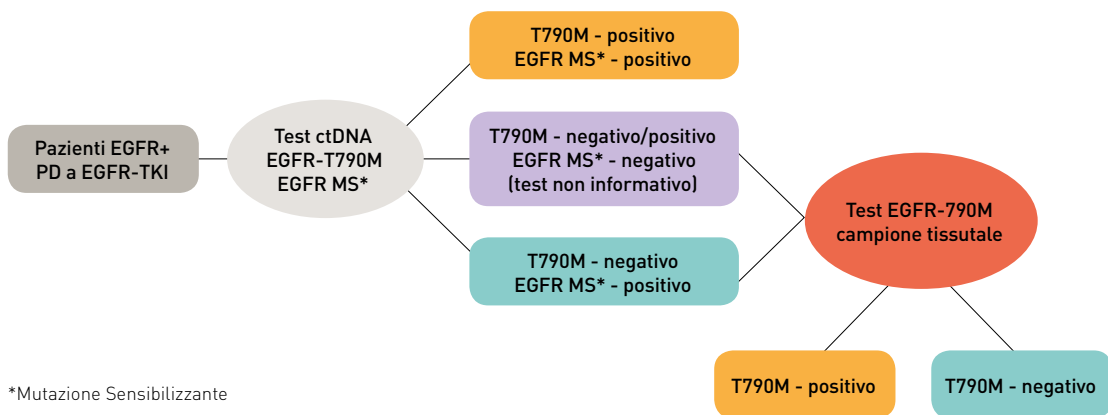 Pazienti EGFR+
PD a EGFR-TKI
Test ctDNA
EGFR-T790M
EGFR MS*
T790M - positivo
EGFR MS* - positivo
T790M - negativo/positivo
EGFR MS* - negativo
(test non informativo)
T790M - negativo
EGFR MS* - positivo
Test EGFR-790M
campione tissutale
T790M - positivo
T790M - negativo
*Mutazione Sensibilizzante